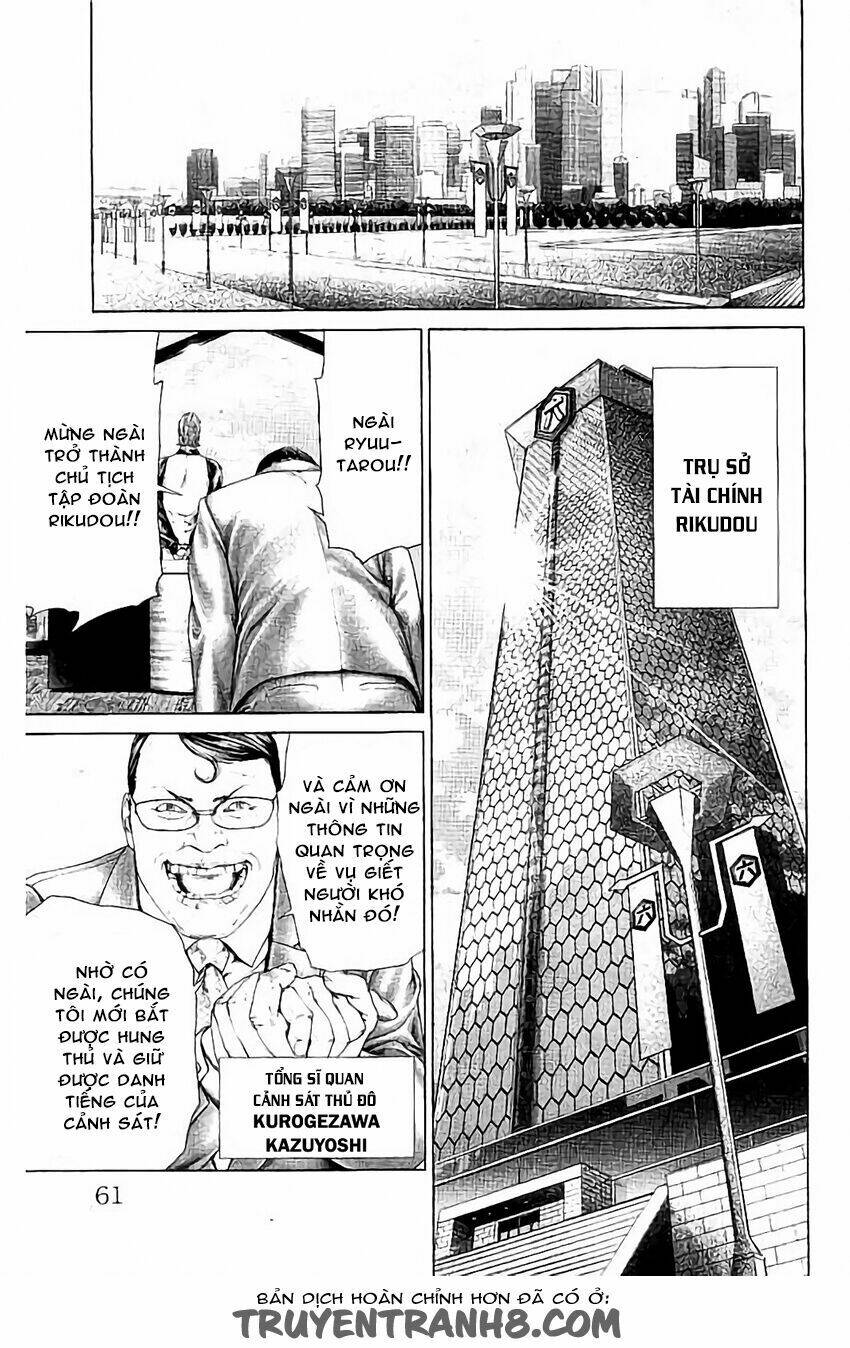 TRỤ SỞ
TÀI CHÍNH
RIKUDOU
NGÀI
RYUU-
TAROU!!
MỪNG NGÀI
TRỞ THÀNH
CHỦ TỊCH
TẬP ĐOÀN
RIKUDOU!!
六
六
六
VÀ CẢM ƠN
NGÀI VÌ NHỮNG
THÔNG TIN
QUAN TRỌNG
VỀ VỤ GIẾT
NGƯỜI KHÓ
NHẰN ĐÓ!
NHỜ CÓ
NGÀI, CHÚNG
TÔI MỚI BẮT
ĐƯỢC HUNG
THỦ VÀ GIỮ
ĐƯỢC DANH
TIẾNG CỦA
CẢNH SÁT!
TỔNG SĨ QUAN
CẢNH SÁT THỦ ĐÔ
KUROGEZAWA
KAZUYOSHI
61
BẢN DỊCH HOÀN CHỈNH HƠN ĐÃ CÓ Ở:
TRUYENTRANH8.COM